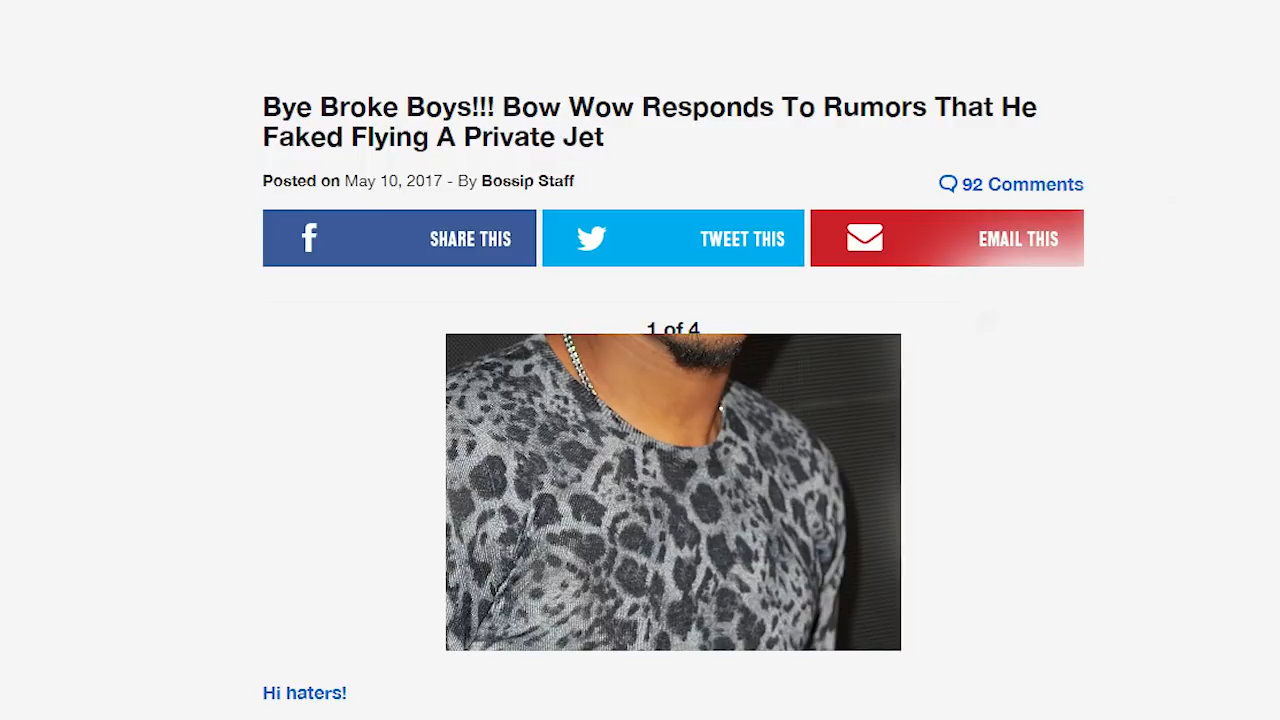 Bye Broke Boys!!! Bow Wow Responds To Rumors That He
Faked Flying A Private Jet
Posted on May 10, 2017 - By Bossip Staff
92 Comments
SHARE THIS
TWEET THIS
EMAIL THIS
1 of 4
Hi haters!